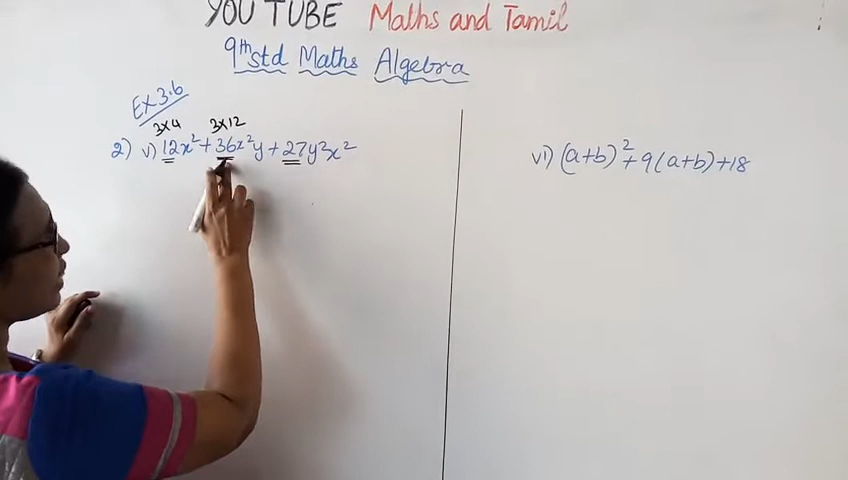 YOU TUBE Maths and Tamil
9th std Maths Algebra
Ex 3.6
3x4 3x12
2) v) 12x² + 36x²y + 27y²x²
vi) (a+b)² + 9(a+b) + 18